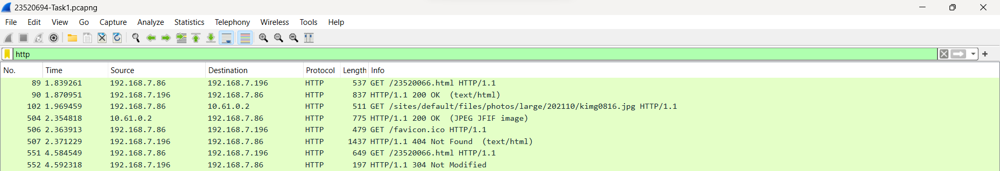 23520694-Task1.pcapng
File Edit View Go Capture Analyze Statistics Telephony Wireless Tools Help
http
No. Time Source Destination Protocol Length Info
89 1.839261 192.168.7.86 192.168.7.196 HTTP 537 GET /23520066.html HTTP/1.1
90 1.870951 192.168.7.196 192.168.7.86 HTTP 837 HTTP/1.1 200 OK (text/html)
102 1.969459 192.168.7.86 10.61.0.2 HTTP 511 GET /sites/default/files/photos/large/202110/kimg0816.jpg HTTP/1.1
504 2.354818 10.61.0.2 192.168.7.86 HTTP 775 HTTP/1.1 200 OK (JPEG JFIF image)
506 2.363913 192.168.7.86 192.168.7.196 HTTP 479 GET /favicon.ico HTTP/1.1
507 2.371229 192.168.7.196 192.168.7.86 HTTP 1437 HTTP/1.1 404 Not Found (text/html)
551 4.584549 192.168.7.86 192.168.7.196 HTTP 649 GET /23520066.html HTTP/1.1
552 4.592318 192.168.7.196 192.168.7.86 HTTP 197 HTTP/1.1 304 Not Modified